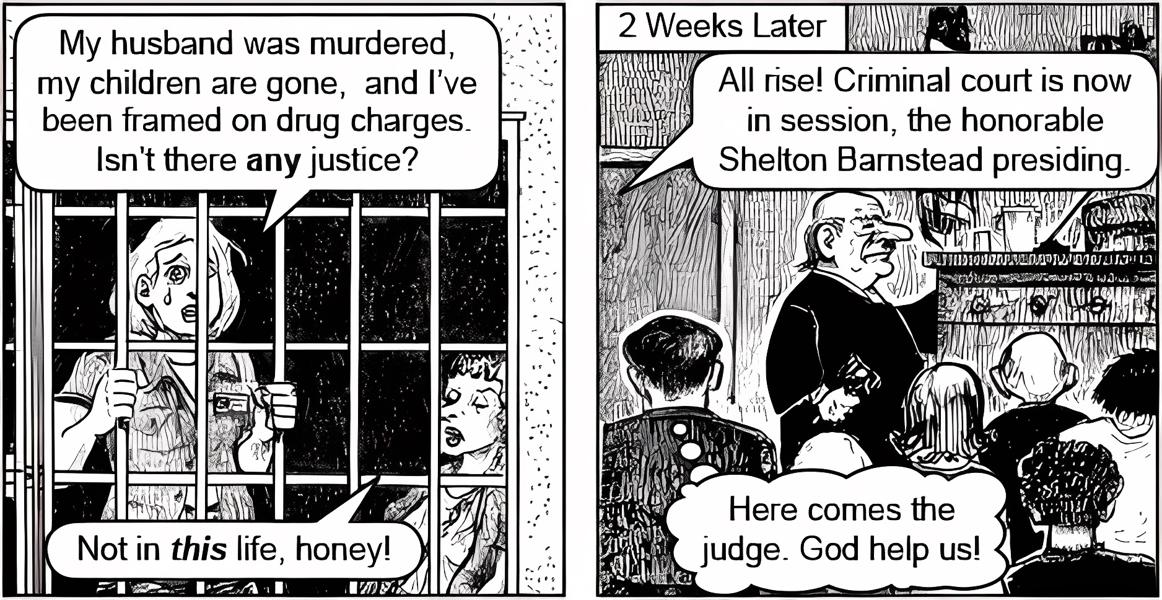 My husband was murdered,
my children are gone, and I've
been framed on drug charges.
Isn't there any justice?
Not in this life, honey!
2 Weeks Later
All rise! Criminal court is now
in session, the honorable
Shelton Barnstead presiding.
Here comes the
judge. God help us!